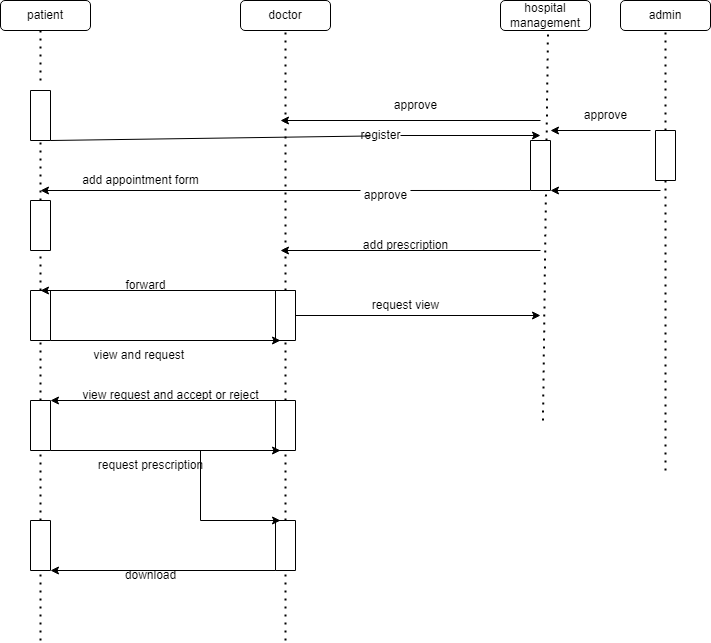 patient
doctor
hospital
management
admin
approve
approve
register
add appointment form
approve
add prescription
forward
request view
view and request
view request and accept or reject
request prescription
download